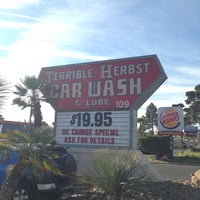 TERRIBLE HERBST
CAR WASH
& LUBE 109
$19.95
OIL CHANGE SPECIAL
ASK FOR DETAILS
BURGER
KING